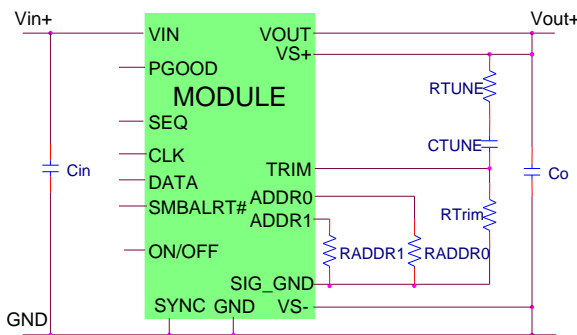 Vin+
Vout+
VIN
VOUT
VS+
PGOOD
RTUNE
MODULE
SEQ
CTUNE
CLK
TRIM
Cin
Co
DATA
ADDR0
SMBALRT#
ADDR1
RTrim
ON/OFF
RADDR1
RADDR0
SIG_GND
SYNC
GND
VS-
GND